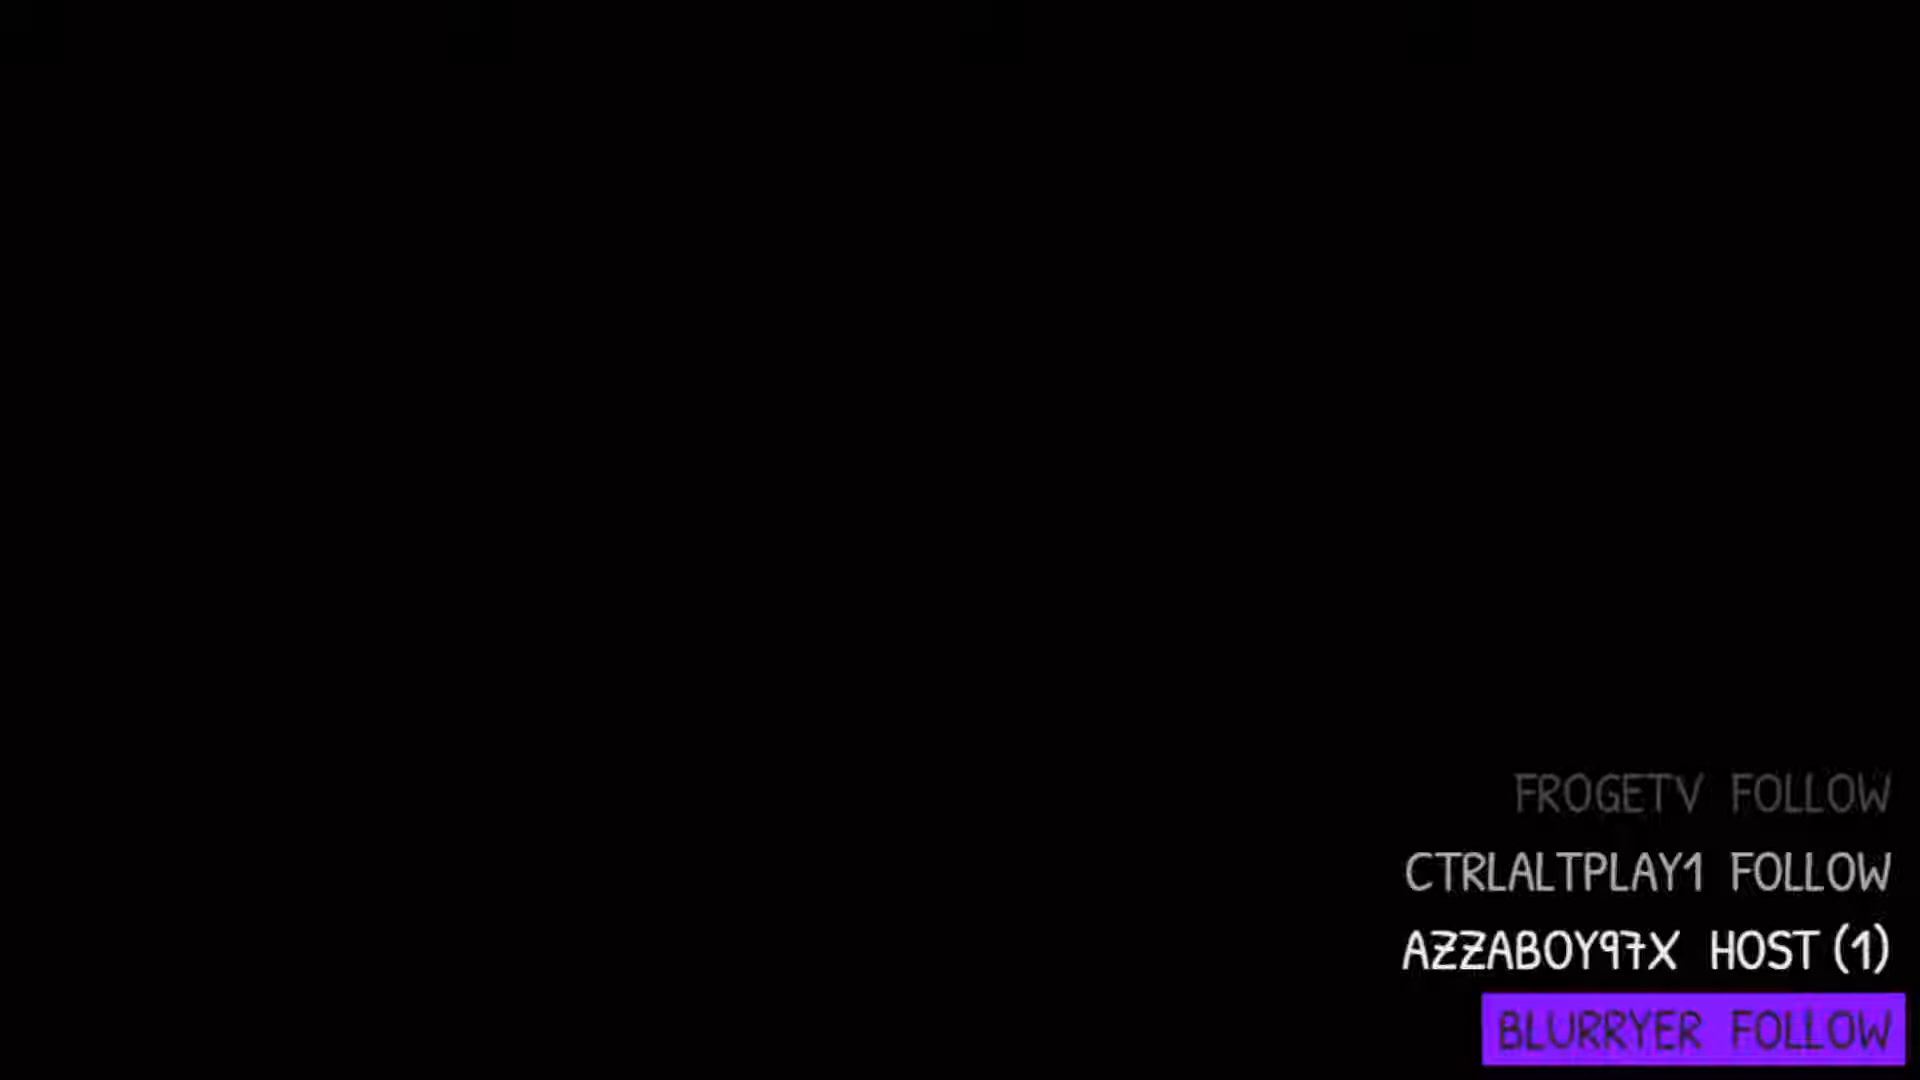 FROGETV FOLLOW
CTRLALTPLAY1 FOLLOW
AZZABOY97X HOST (1)
BLURRYER FOLLOW